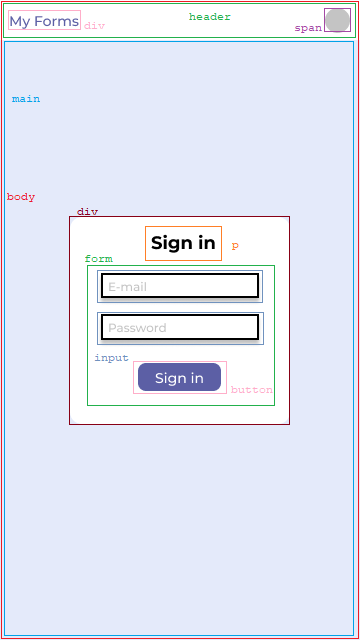 My Forms
div
header
span
main
body
div
Sign in
p
form
E-mail
Password
input
Sign in
button